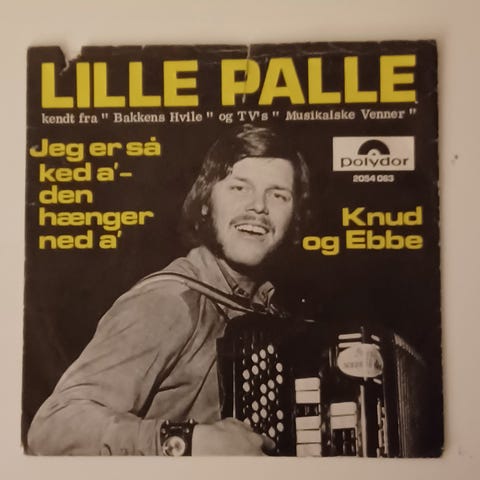 LILLE PALLE
kendt fra " Bakkens Hvile " og TV's " Musikalske Venner "
Jeg er så
ked a'-
den
hænger
ned a'
Polydor
2054 083
Knud
og Ebbe